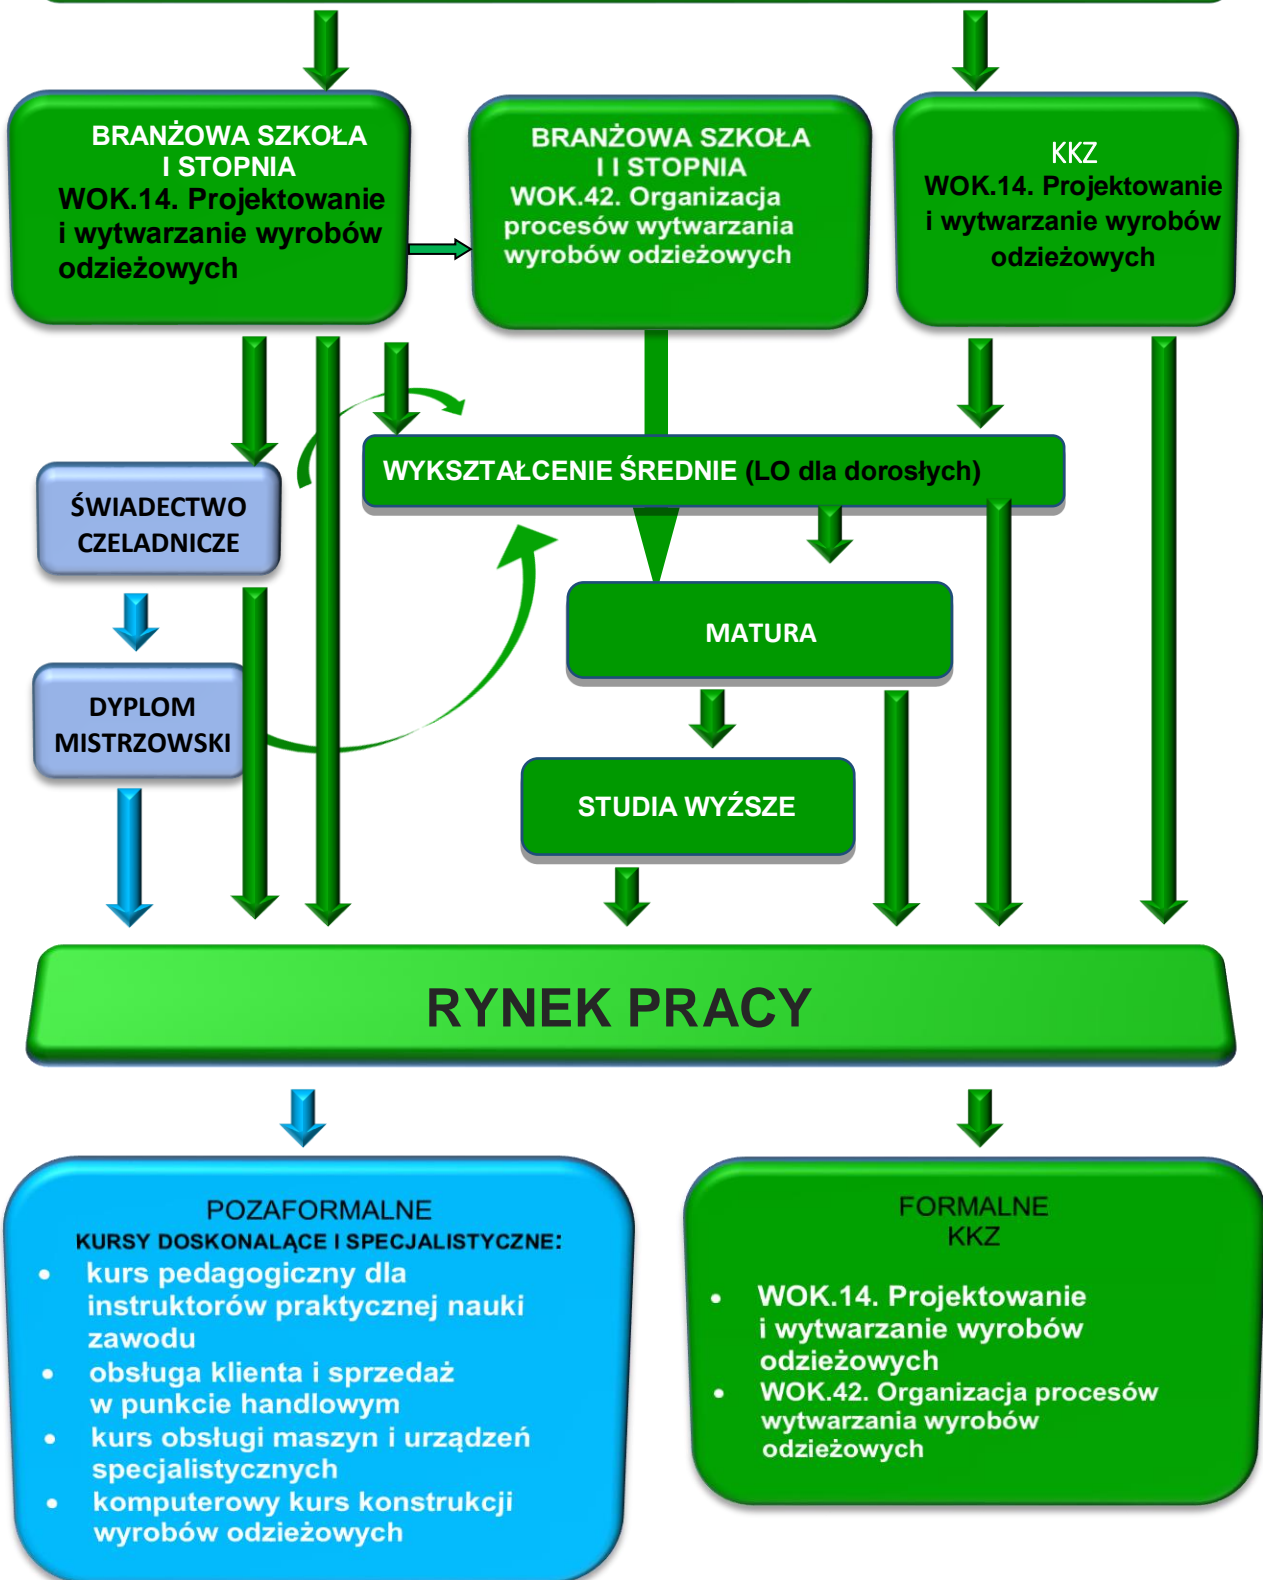 BRANŻOWA SZKOŁA
I STOPNIA
WOK.14. Projektowanie
i wytwarzanie wyrobów
odzieżowych
BRANŻOWA SZKOŁA
I I STOPNIA
WOK.42. Organizacja
procesów wytwarzania
wyrobów odzieżowych
KKZ
WOK.14. Projektowanie
i wytwarzanie wyrobów
odzieżowych
WYKSZTAŁCENIE ŚREDNIE (LO dla dorosłych)
ŚWIADECTWO
CZELADNICZE
MATURA
DYPLOM
MISTRZOWSKI
STUDIA WYŹSZE
RYNEK PRACY
POZAFORMALNE
KURSY DOSKONALĄCE I SPECJALISTYCZNE:
• kurs pedagogiczny dla
instruktorów praktycznej nauki
zawodu
• obsługa klienta i sprzedaż
w punkcie handlowym
• kurs obsługi maszyn i urządzeń
specjalistycznych
• komputerowy kurs konstrukcji
wyrobów odzieżowych
FORMALNE
KKZ
• WOK.14. Projektowanie
i wytwarzanie wyrobów
odzieżowych
• WOK.42. Organizacja procesów
wytwarzania wyrobów
odzieżowych